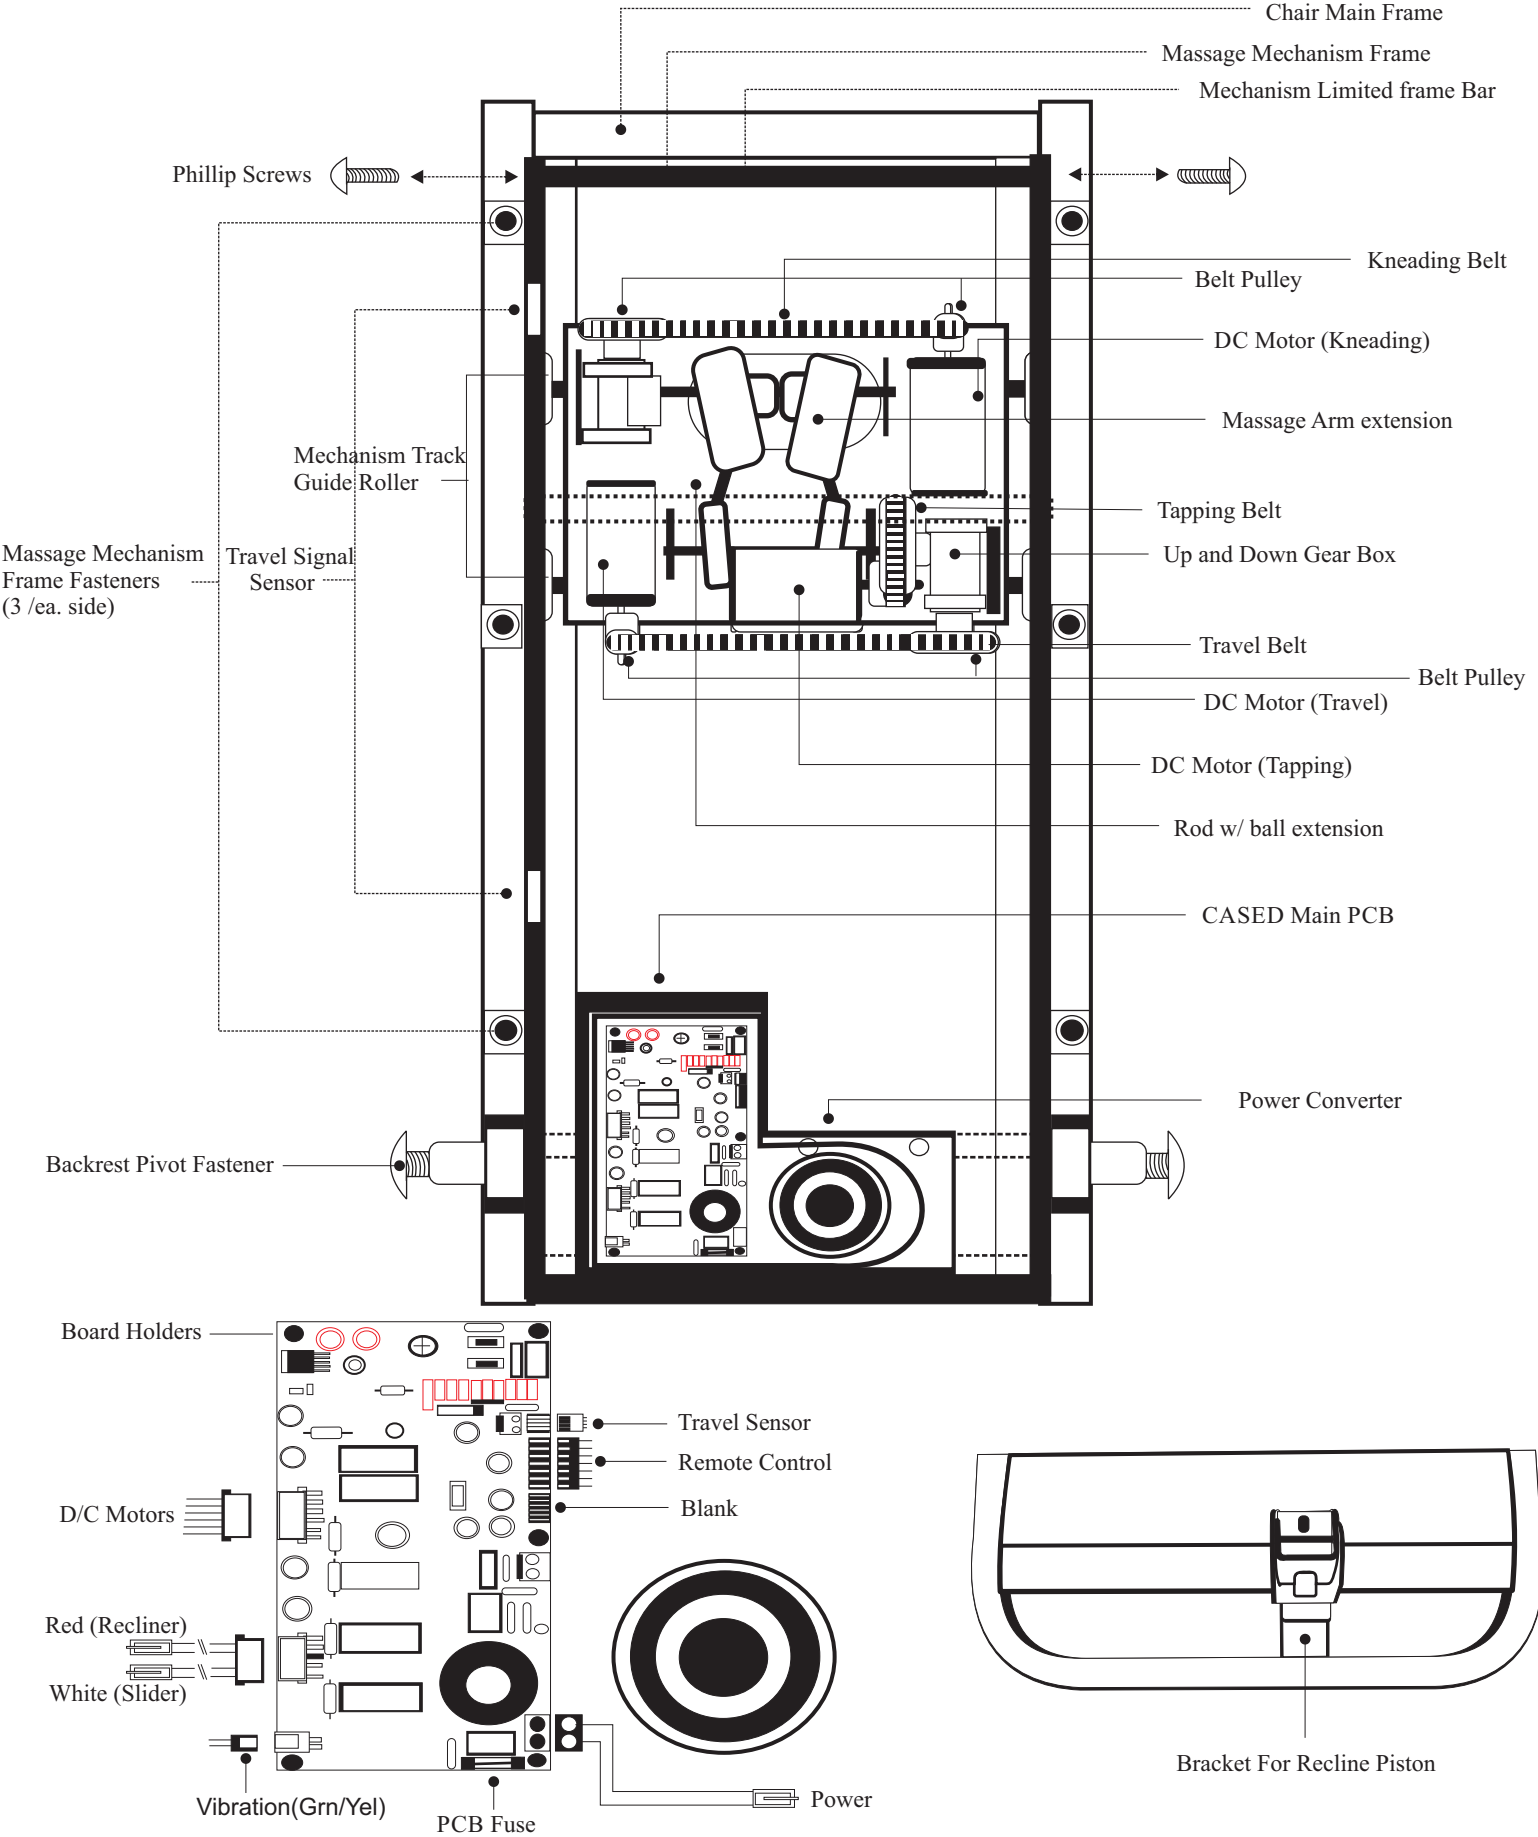 Chair Main Frame
Massage Mechanism Frame
Mechanism Limited frame Bar
Phillip Screws
Kneading Belt
Belt Pulley
DC Motor (Kneading)
Massage Arm extension
Mechanism Track
Guide Roller
Tapping Belt
Up and Down Gear Box
Massage Mechanism
Frame Fasteners
(3 /ea. side)
Travel Signal
Sensor
Travel Belt
Belt Pulley
DC Motor (Travel)
DC Motor (Tapping)
Rod w/ ball extension
CASED Main PCB
Power Converter
Backrest Pivot Fastener
Board Holders
Travel Sensor
Remote Control
Blank
D/C Motors
Red (Recliner)
White (Slider)
Vibration(Grn/Yel)
PCB Fuse
Power
Bracket For Recline Piston